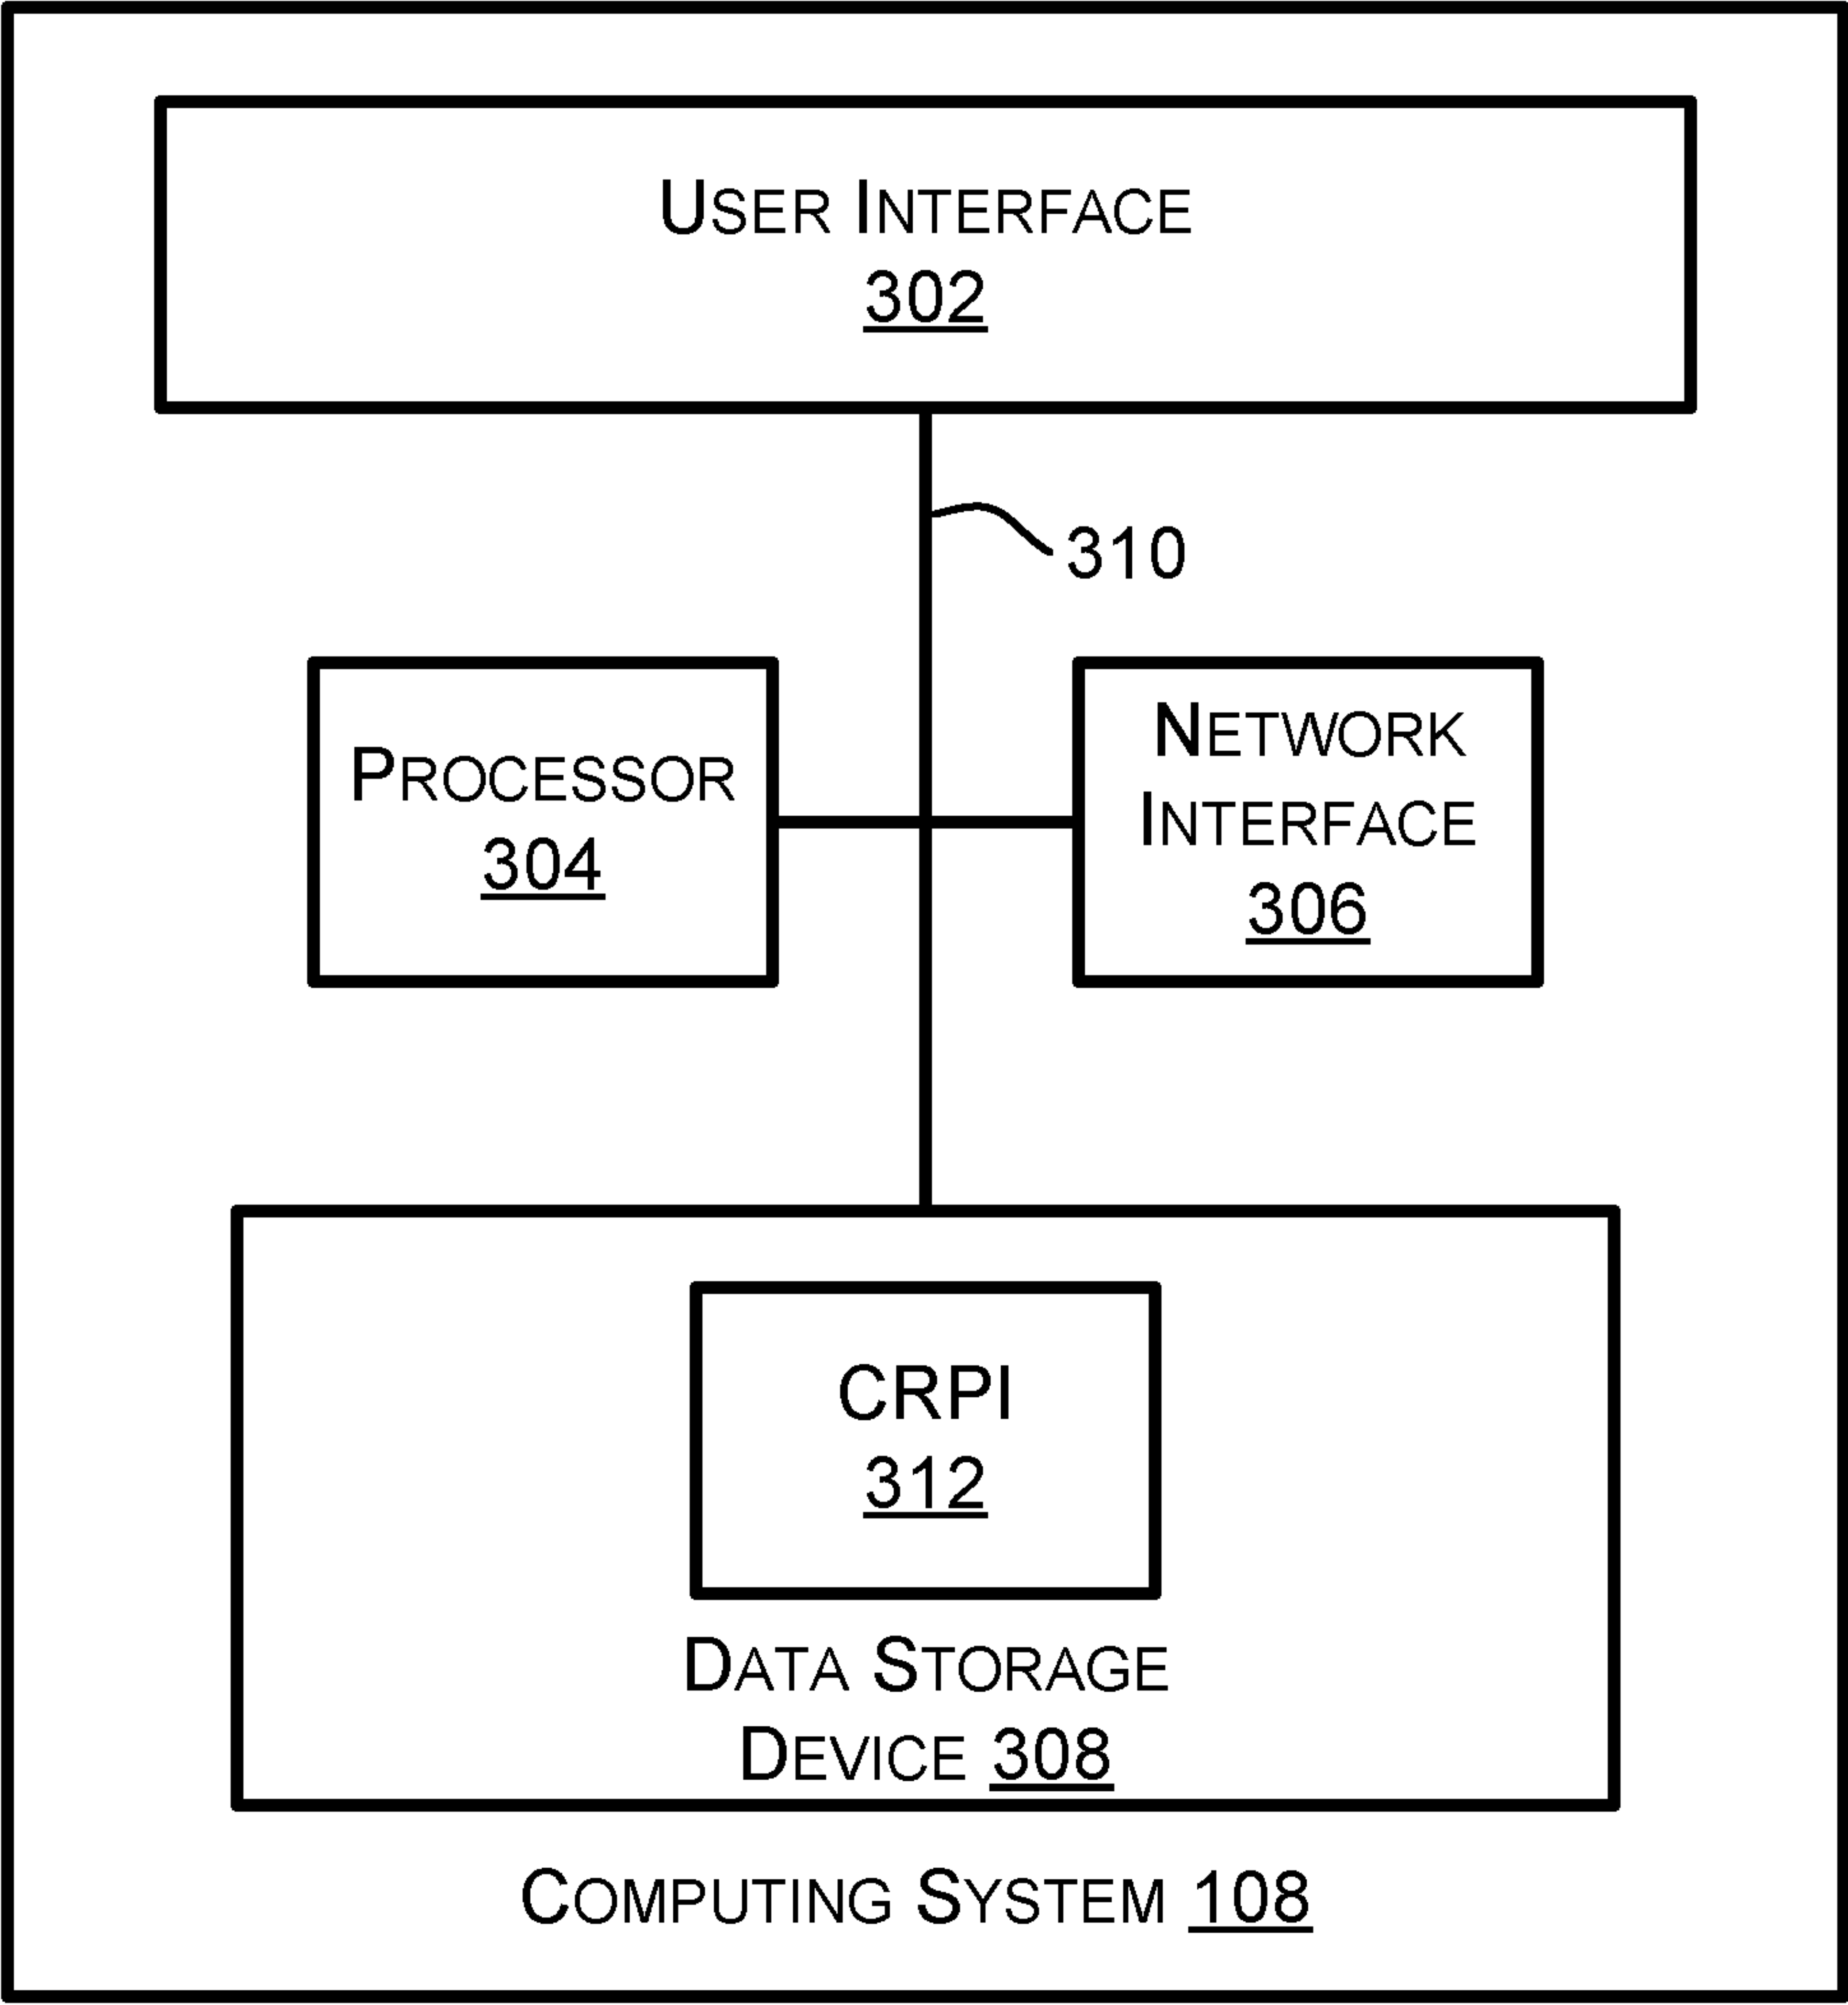 USER INTERFACE
302
310
PROCESSOR
304
NETWORK
INTERFACE
306
CRPI
312
DATA STORAGE
DEVICE 308
COMPUTING SYSTEM 108